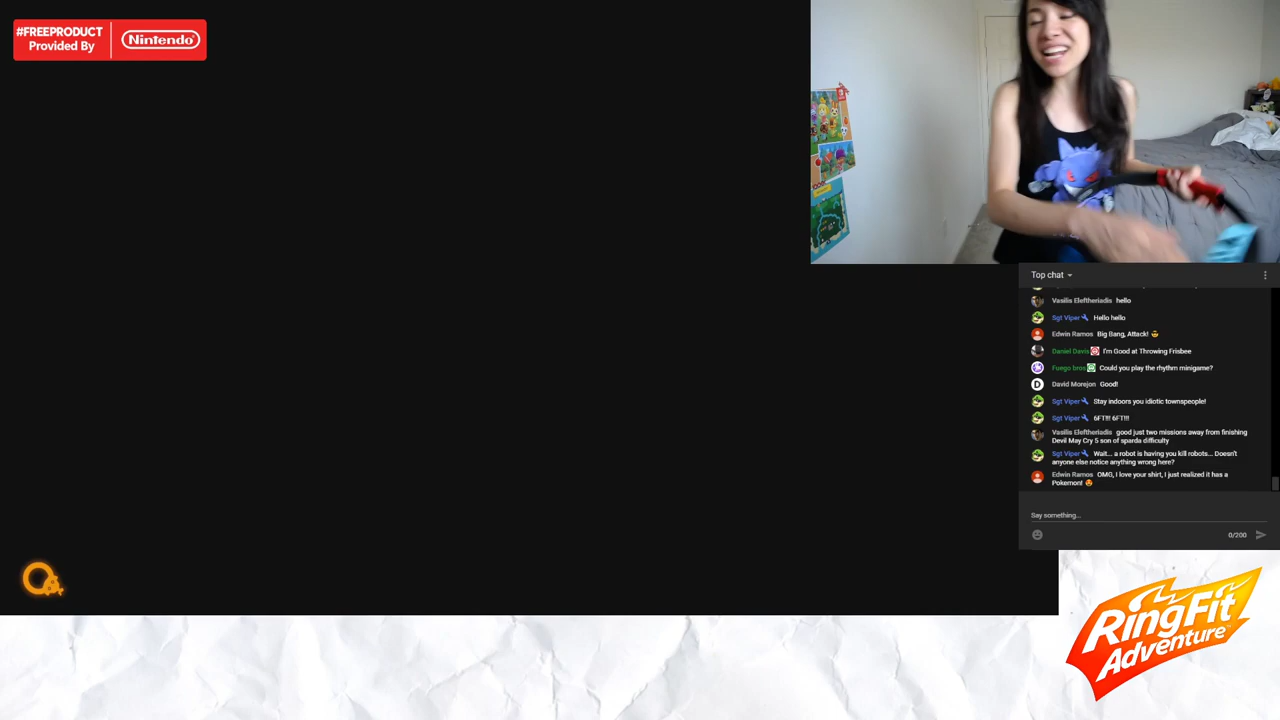 #FREEPRODUCT
Provided By
Nintendo
Top chat
Vasilis Eleftheriadis hello
Sgt Viper Hello hello
Edwin Ramos Big Bang, Attack!
Daniel Davis I'm Good at Throwing Frisbee
Fuego bros Could you play the rhythm minigame?
David Morejon Good!
Sgt Viper Stay indoors you idiotic townspeople!
Sgt Viper 6FT!!! 6FT!!!
Vasilis Eleftheriadis good just two missions away from finishing
Devil May Cry 5 son of sparda difficulty
Sgt Viper Wait... a robot is having you kill robots... Doesn't
anyone else notice anything wrong here?
Edwin Ramos OMG, I love your shirt, I just realized it has a
Pokemon!
Say something...
0/200
RingFit
Adventure